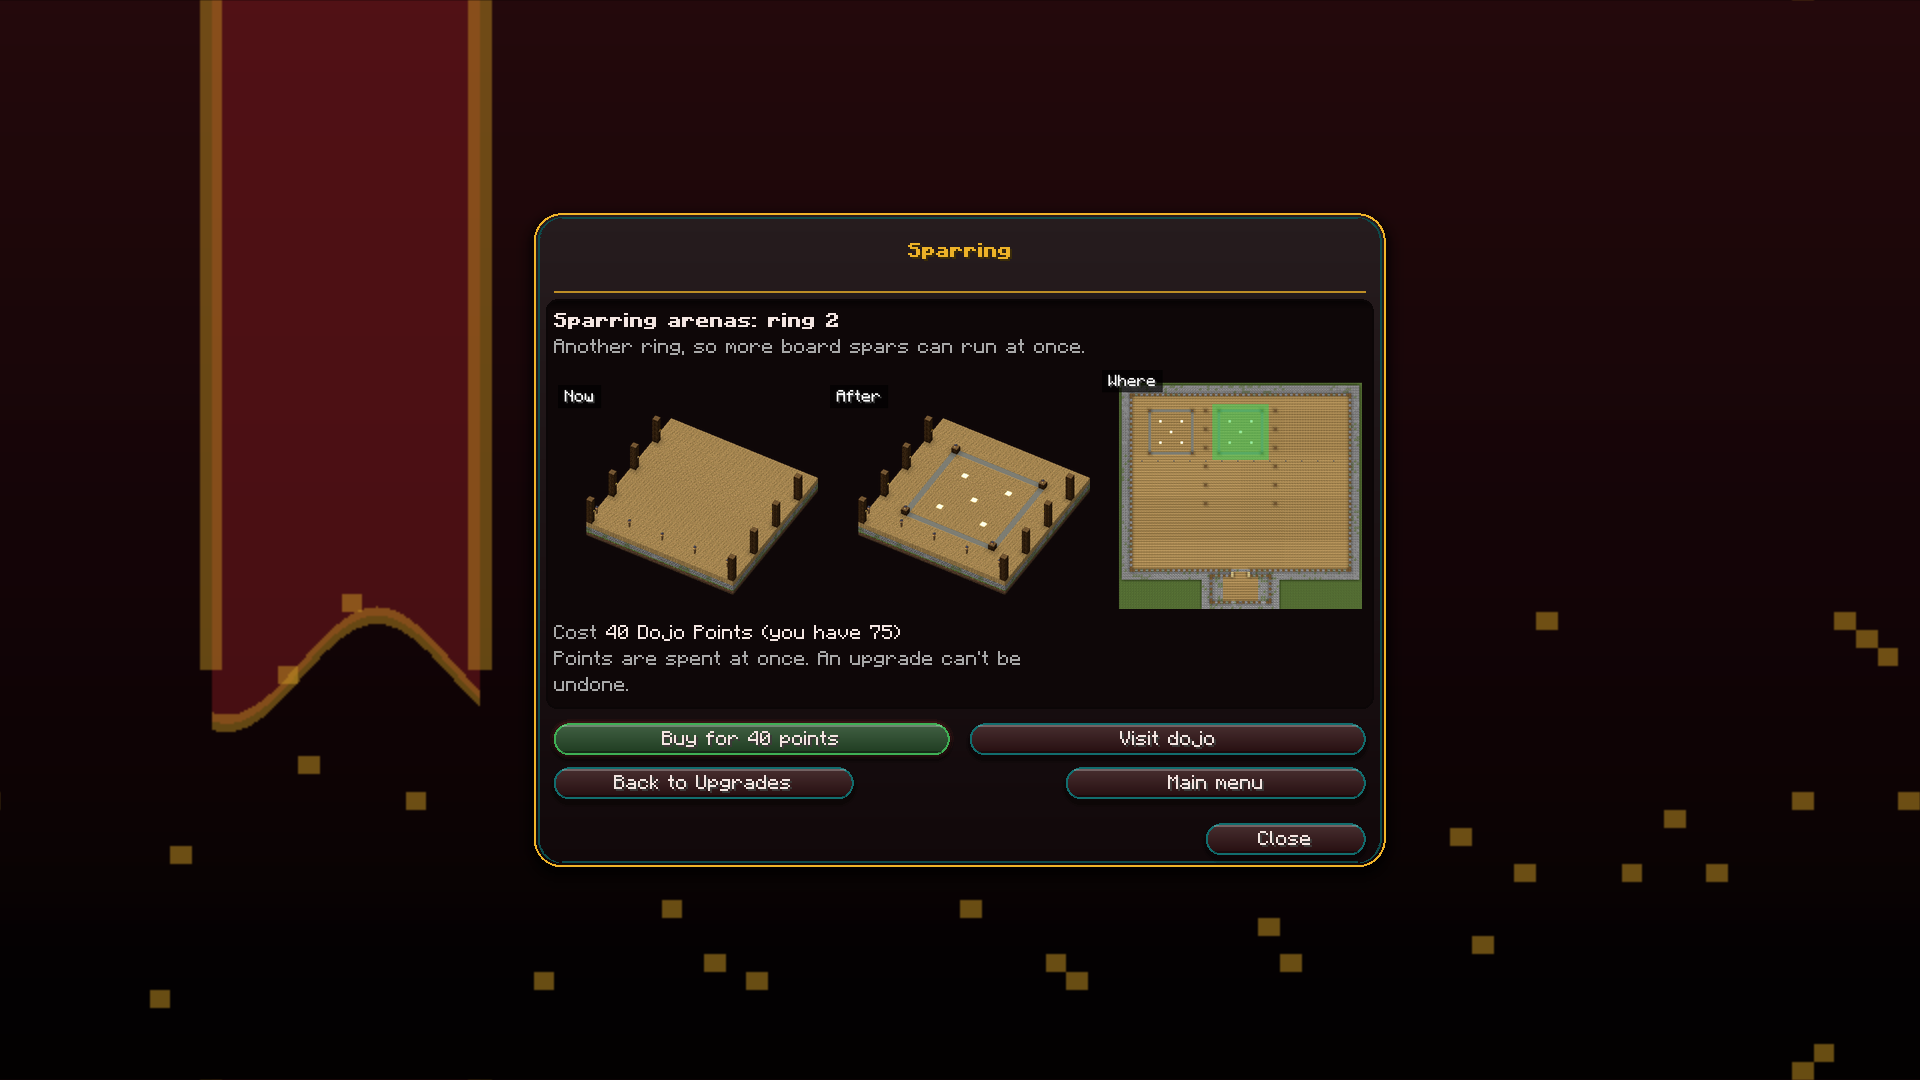 Sparring
Sparring arenas: ring 2
Another ring, so more board spars can run at once.
Now
After
Where
Cost 40 Dojo Points (you have 75)
Points are spent at once. An upgrade can't be
undone.
Buy for 40 points
Visit dojo
Back to Upgrades
Main menu
Close